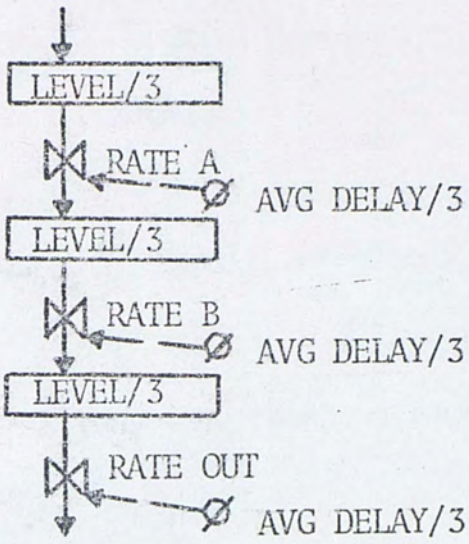 LEVEL/3
RATE A
AVG DELAY/3
LEVEL/3
RATE B
AVG DELAY/3
LEVEL/3
RATE OUT
AVG DELAY/3